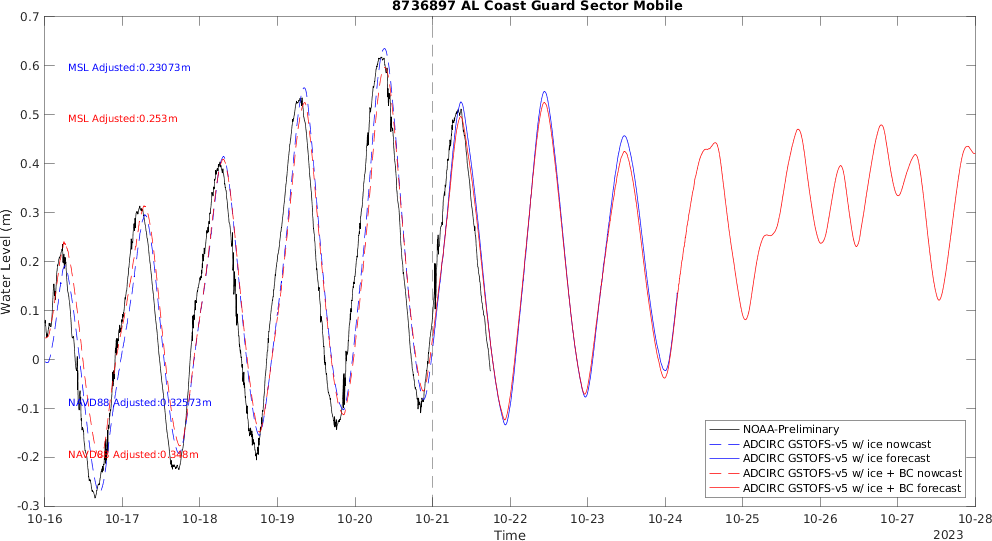 8736897 AL Coast Guard Sector Mobile
Water Level (m)
0.7
0.6
0.5
0.4
0.3
0.2
0.1
0
-0.1
-0.2
-0.3
MSL Adjusted:0.23073m
MSL Adjusted:0.253m
NAVD88 Adjusted:0.32573m
NAVD88 Adjusted:0.348m
NOAA-Preliminary
ADCIRC GSTOFS-v5 w/ ice nowcast
ADCIRC GSTOFS-v5 w/ ice forecast
ADCIRC GSTOFS-v5 w/ ice + BC nowcast
ADCIRC GSTOFS-v5 w/ ice + BC forecast
10-16 10-17 10-18 10-19 10-20 10-21 10-22 10-23 10-24 10-25 10-26 10-27 10-28
Time
2023